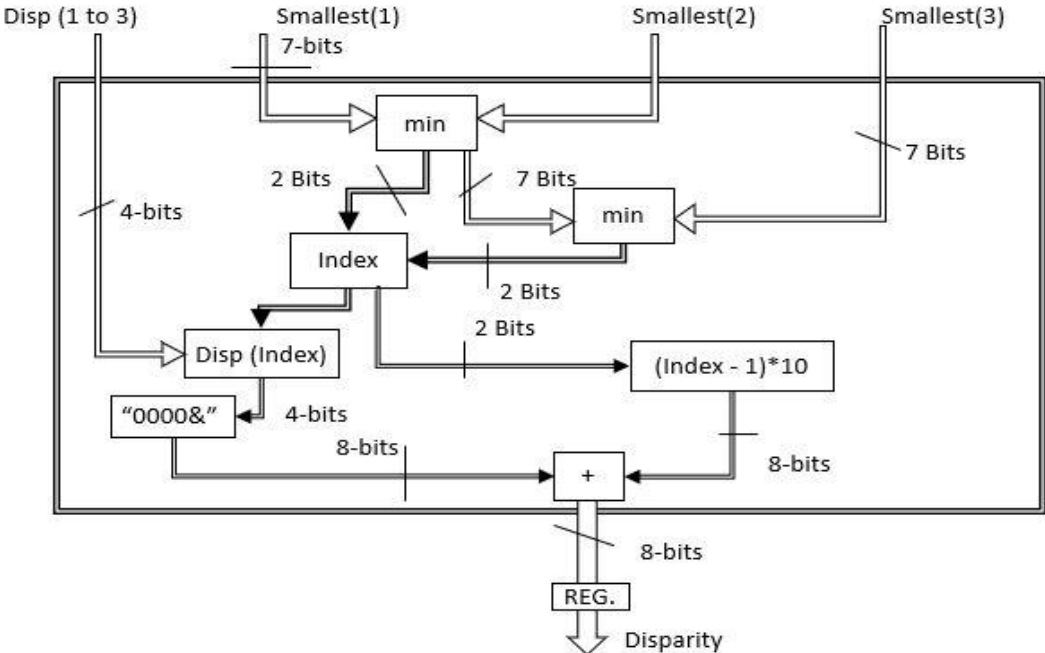 Disp (1 to 3)
Smallest(1)
Smallest(2)
Smallest(3)
7-bits
min
2 Bits
7 Bits
7 Bits
4-bits
min
Index
2 Bits
2 Bits
Disp (Index)
(Index - 1)*10
“0000&”
4-bits
8-bits
8-bits
+
8-bits
REG.
Disparity